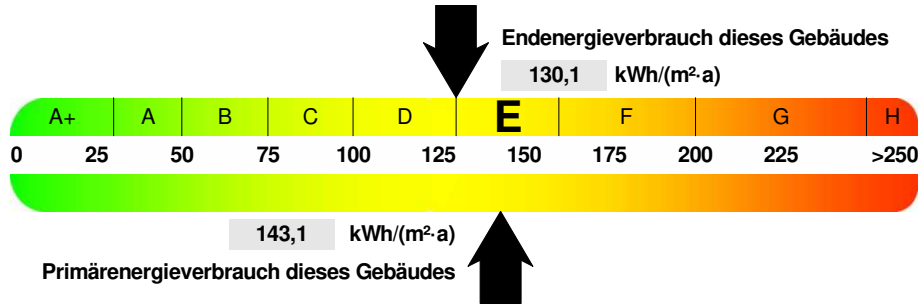 Endenergieverbrauch dieses Gebäudes
130,1 kWh/(m²·a)
A+ A B C D E F G H
0 25 50 75 100 125 150 175 200 225 >250
143,1 kWh/(m²·a)
Primärenergieverbrauch dieses Gebäudes